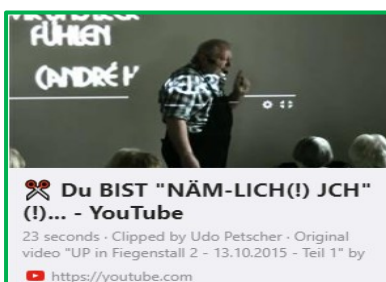 FÜHLEN
(ANDRÉ H
Du BIST "NÄM-LICH(!) JCH"
(!)... - YouTube
23 seconds · Clipped by Udo Petscher · Original
video "UP in Fiegenstall 2 - 13.10.2015 - Teil 1" by
https://youtube.com